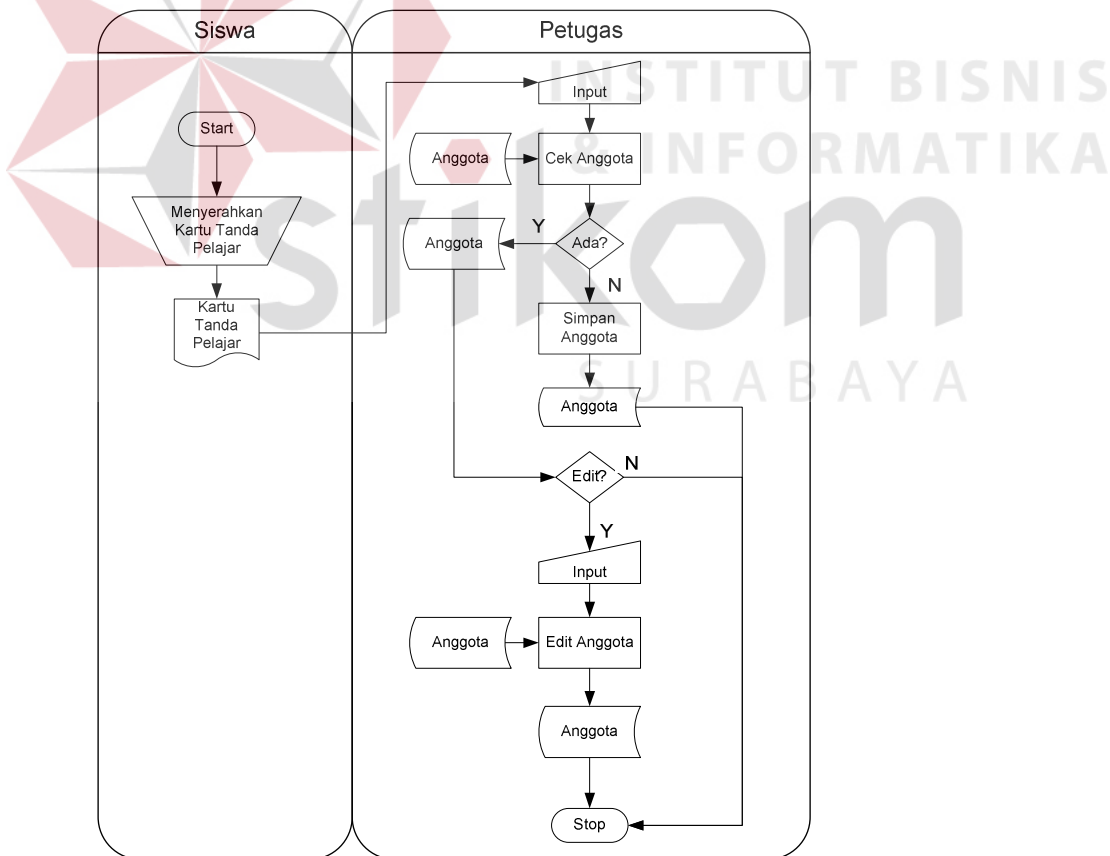 Siswa
Petugas
INSTITUT BISNIS
& INFORMATIKA
stikom
SURABAYA
Start
Menyerahkan
Kartu Tanda
Pelajar
Kartu
Tanda
Pelajar
Input
Anggota
Cek Anggota
Anggota
Y
Ada?
N
Simpan
Anggota
Anggota
Edit?
N
Y
Input
Anggota
Edit Anggota
Anggota
Stop